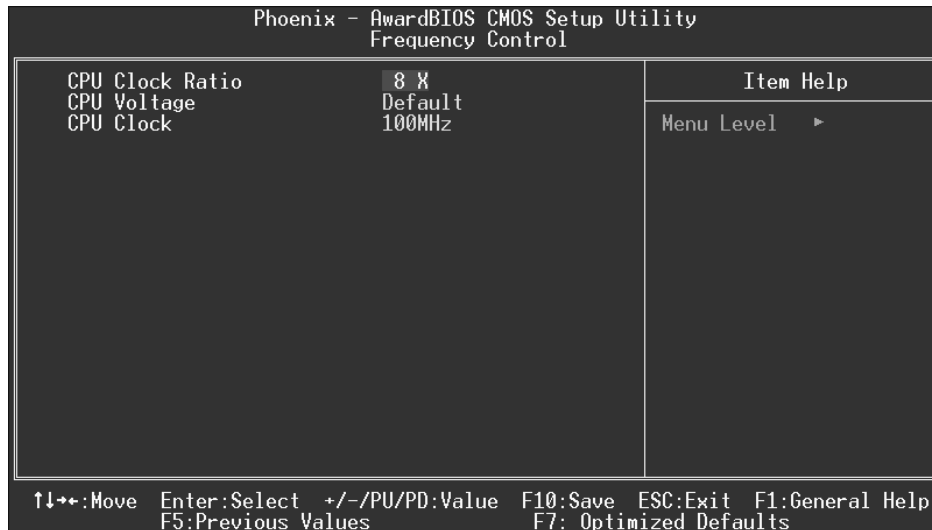 Phoenix - AwardBIOS CMOS Setup Utility
Frequency Control
CPU Clock Ratio 8 X
CPU Voltage Default
CPU Clock 100MHz
Item Help
Menu Level ►
↑↓→←:Move Enter:Select +/-/PU/PD:Value F10:Save ESC:Exit F1:General Help
F5:Previous Values F7: Optimized Defaults